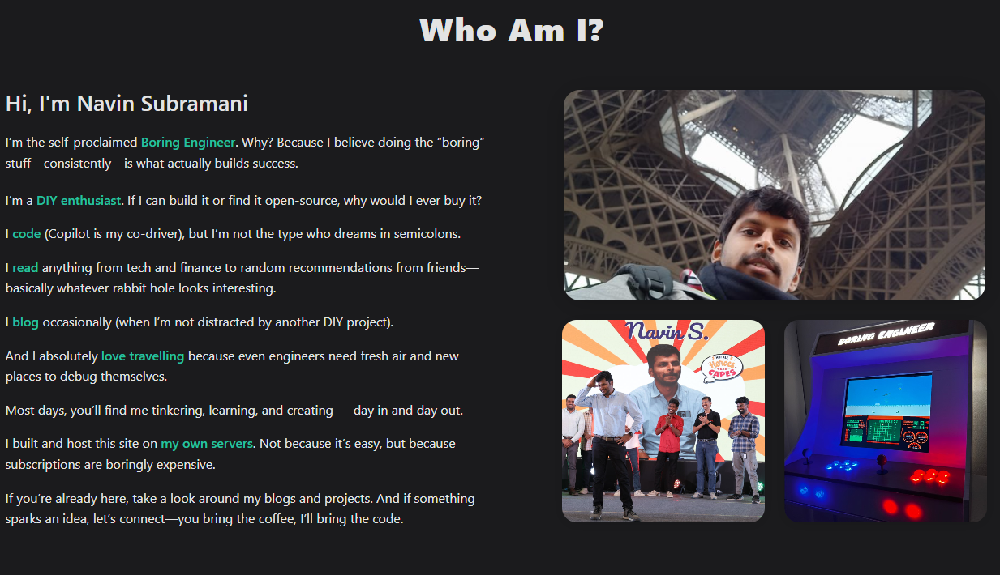 Who Am I?
Hi, I'm Navin Subramani
I’m the self-proclaimed Boring Engineer. Why? Because I believe doing the “boring”
stuff—consistently—is what actually builds success.
I’m a DIY enthusiast. If I can build it or find it open-source, why would I ever buy it?
I code (Copilot is my co-driver), but I’m not the type who dreams in semicolons.
I read anything from tech and finance to random recommendations from friends—
basically whatever rabbit hole looks interesting.
I blog occasionally (when I’m not distracted by another DIY project).
And I absolutely love travelling because even engineers need fresh air and new
places to debug themselves.
Most days, you’ll find me tinkering, learning, and creating — day in and day out.
I built and host this site on my own servers. Not because it’s easy, but because
subscriptions are boringly expensive.
If you’re already here, take a look around my blogs and projects. And if something
sparks an idea, let’s connect—you bring the coffee, I’ll bring the code.
Navin S.
NOT ALL
Heroes
WEAR
CAPES
BORING ENGINEER